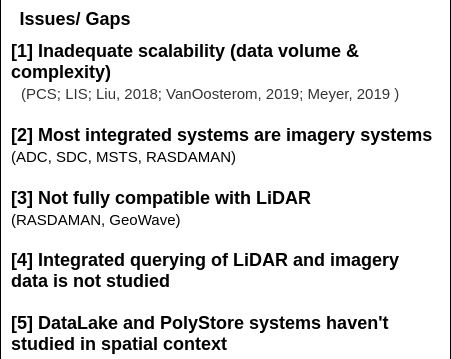 Issues/ Gaps
[1] Inadequate scalability (data volume &
complexity)
(PCS; LIS; Liu, 2018; VanOosterom, 2019; Meyer, 2019 )
[2] Most integrated systems are imagery systems
(ADC, SDC, MSTS, RASDAMAN)
[3] Not fully compatible with LiDAR
(RASDAMAN, GeoWave)
[4] Integrated querying of LiDAR and imagery
data is not studied
[5] DataLake and PolyStore systems haven't
studied in spatial context